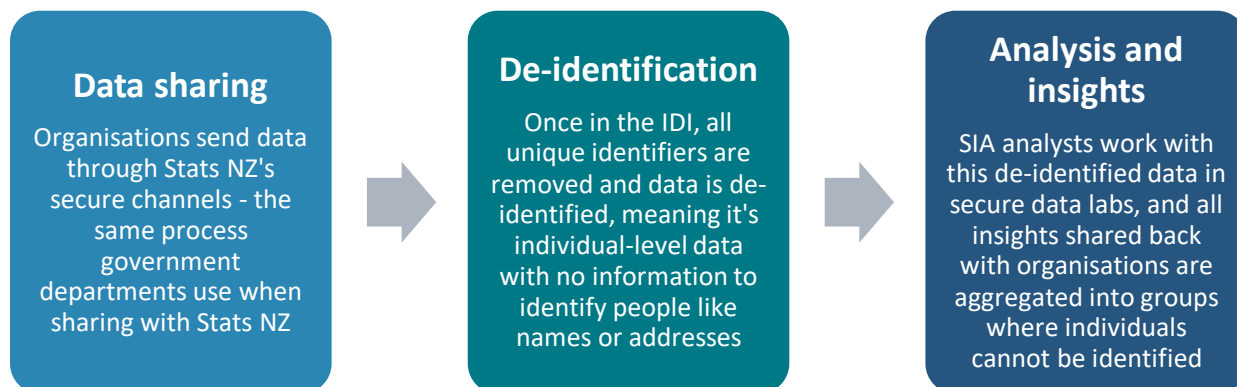 Data sharing
Organisations send data
through Stats NZ's
secure channels - the
same process
government
departments use when
sharing with Stats NZ
De-identification
Once in the IDI, all
unique identifiers are
removed and data is de-
identified, meaning it's
individual-level data
with no information to
identify people like
names or addresses
Analysis and
insights
SIA analysts work with
this de-identified data in
secure data labs, and all
insights shared back
with organisations are
aggregated into groups
where individuals
cannot be identified